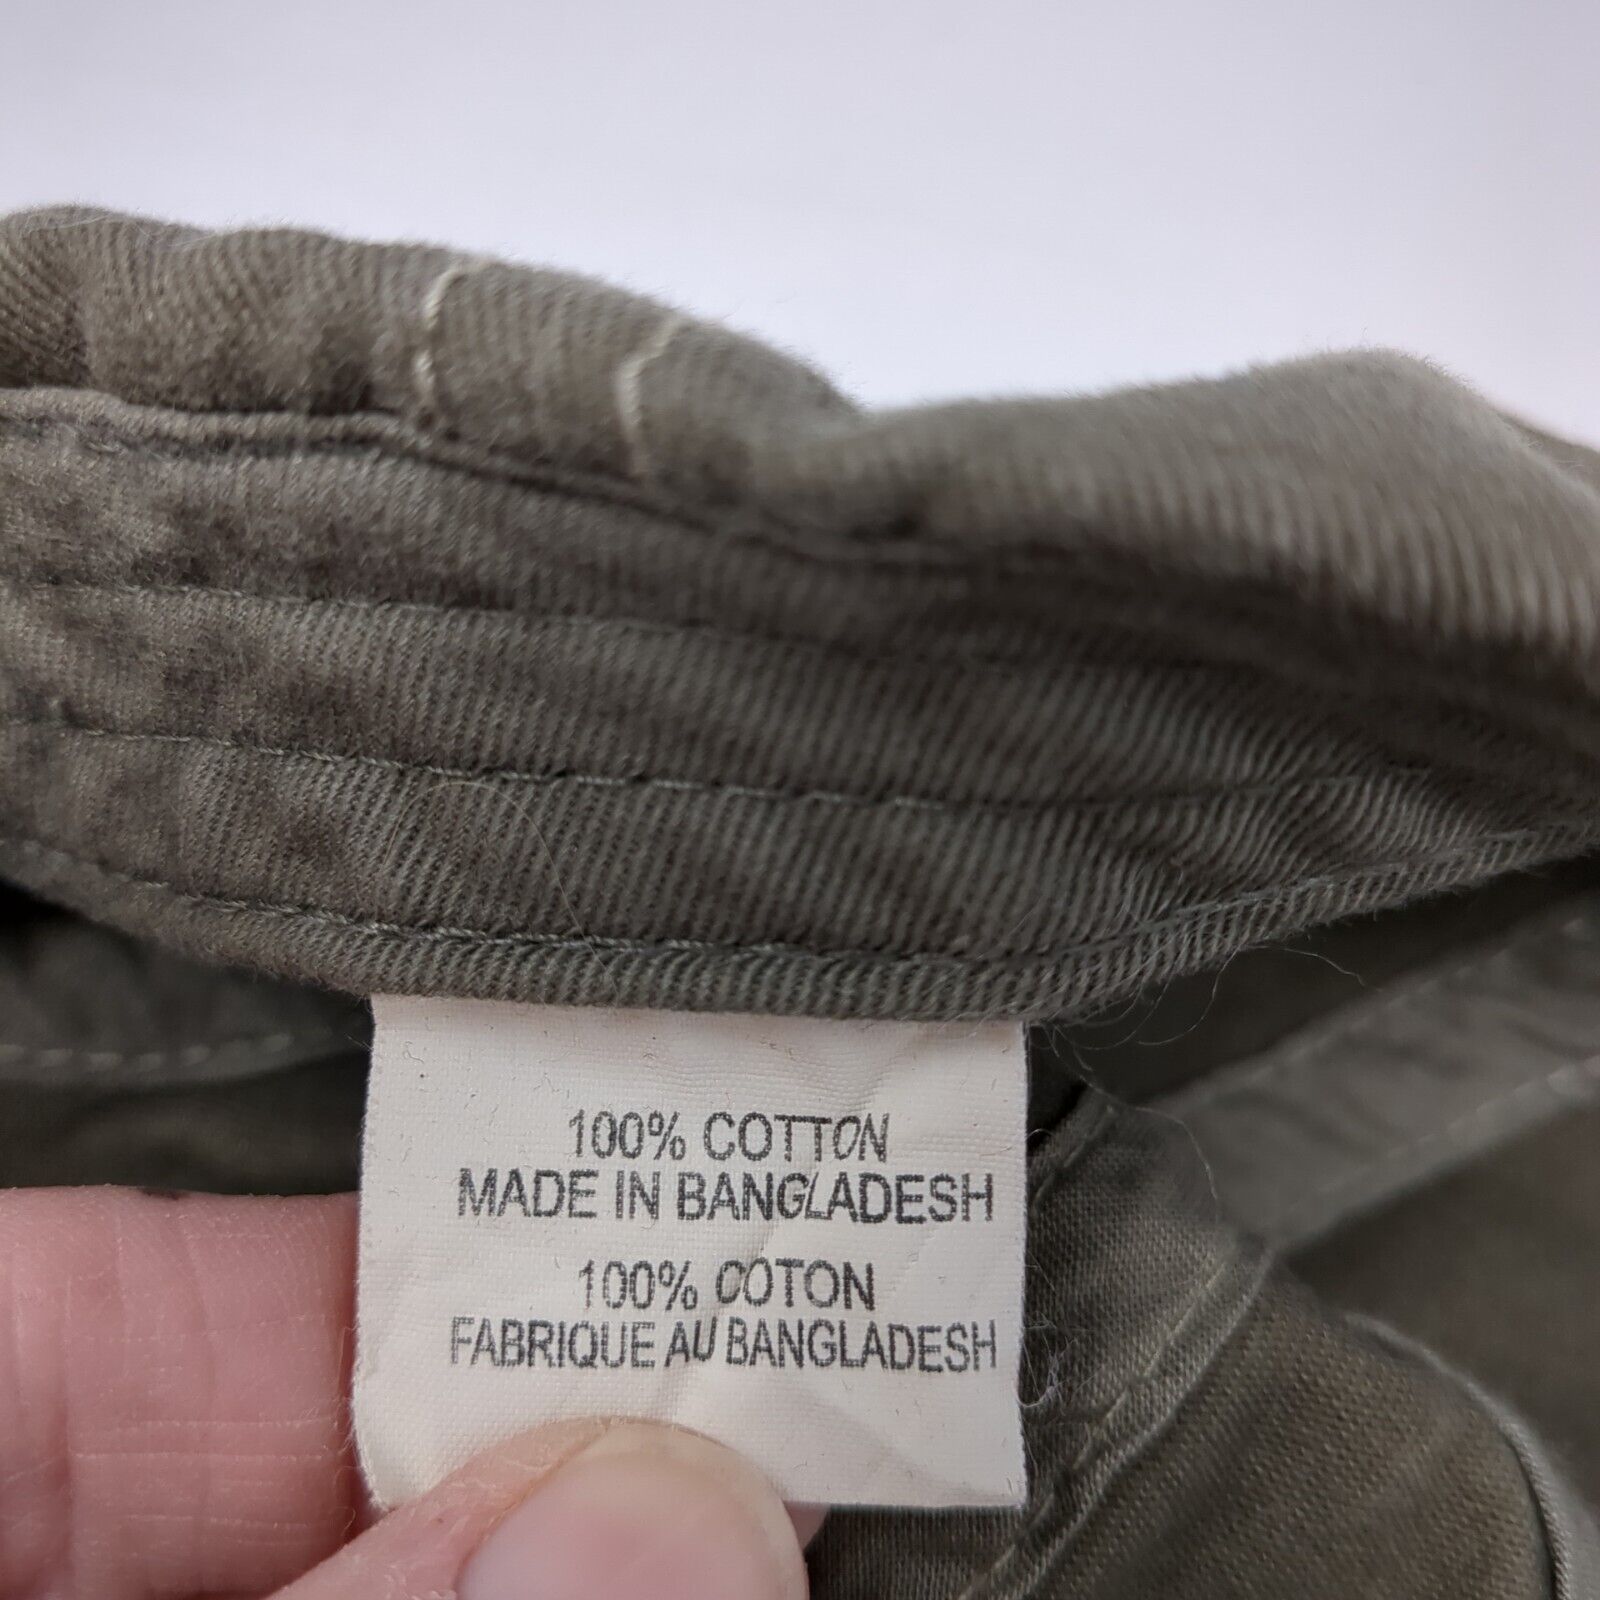 100% COTTON
MADE IN BANGLADESH
100% COTON
FABRIQUE AU BANGLADESH